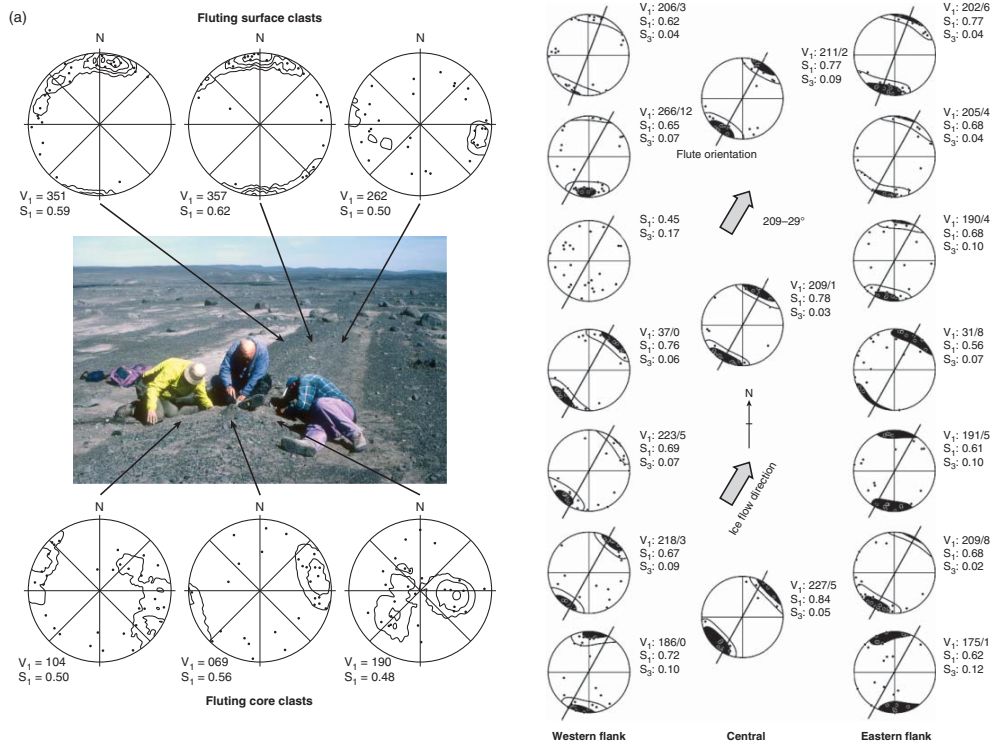 (a)
Fluting surface clasts
N
N
N
V₁ = 351
S₁ = 0.59
V₁ = 357
S₁ = 0.62
V₁ = 262
S₁ = 0.50
N
N
N
V₁ = 104
S₁ = 0.50
V₁ = 069
S₁ = 0.56
V₁ = 190
S₁ = 0.48
Fluting core clasts
V₁: 206/3
S₁: 0.62
S₃: 0.04
V₁: 266/12
S₁: 0.65
S₃: 0.07
S₁: 0.45
S₃: 0.17
V₁: 37/0
S₁: 0.76
S₃: 0.06
V₁: 223/5
S₁: 0.69
S₃: 0.07
V₁: 218/3
S₁: 0.67
S₃: 0.09
V₁: 186/0
S₁: 0.72
S₃: 0.10
Western flank
V₁: 211/2
S₁: 0.77
S₃: 0.09
Flute orientation
209–29°
V₁: 209/1
S₁: 0.78
S₃: 0.03
N
Ice flow direction
V₁: 227/5
S₁: 0.84
S₃: 0.05
Central
V₁: 202/6
S₁: 0.77
S₃: 0.04
V₁: 205/4
S₁: 0.68
S₃: 0.04
V₁: 190/4
S₁: 0.68
S₃: 0.10
V₁: 31/8
S₁: 0.56
S₃: 0.07
V₁: 191/5
S₁: 0.61
S₃: 0.10
V₁: 209/8
S₁: 0.68
S₃: 0.02
V₁: 175/1
S₁: 0.62
S₃: 0.12
Eastern flank